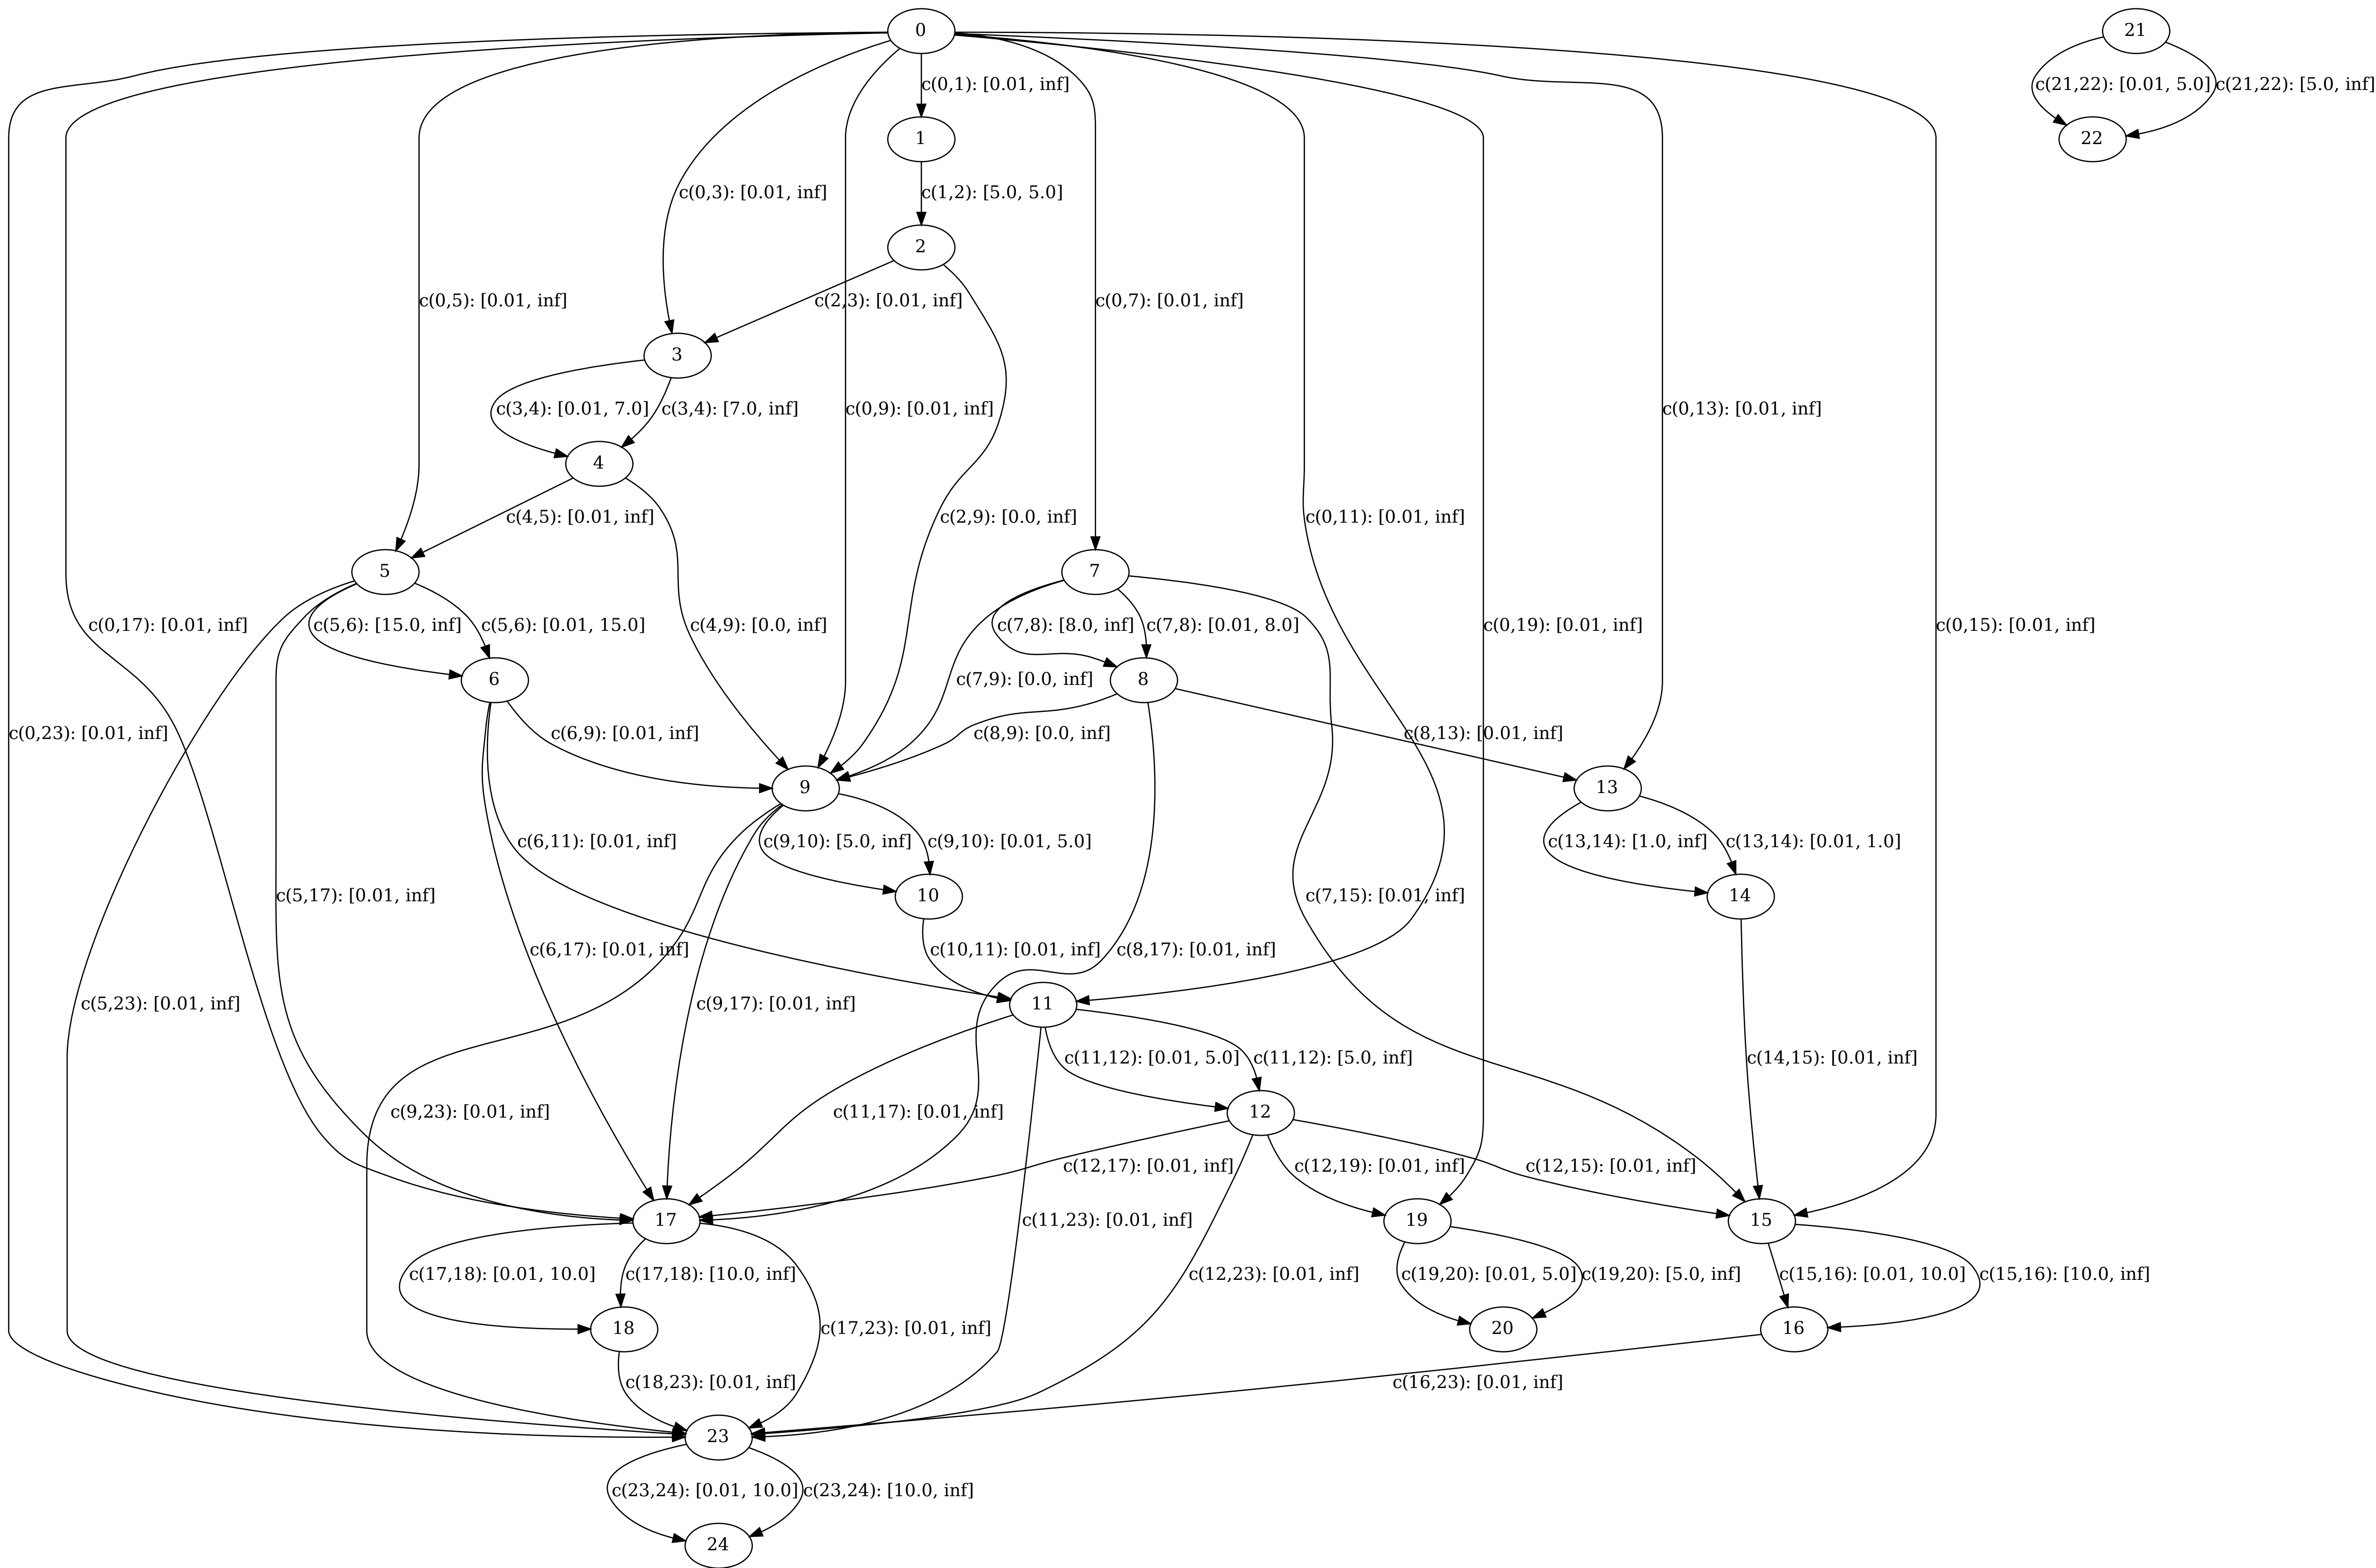 0
21
c(0,1): [0.01, inf]
c(21,22): [0.01, 5.0]
c(21,22): [5.0, inf]
1
22
c(0,3): [0.01, inf]
c(1,2): [5.0, 5.0]
2
c(0,5): [0.01, inf]
c(2,3): [0.01, inf]
c(0,7): [0.01, inf]
3
c(3,4): [0.01, 7.0]
c(3,4): [7.0, inf]
c(0,9): [0.01, inf]
c(0,13): [0.01, inf]
4
c(4,5): [0.01, inf]
c(2,9): [0.0, inf]
c(0,11): [0.01, inf]
5
7
c(0,17): [0.01, inf]
c(5,6): [15.0, inf]
c(5,6): [0.01, 15.0]
c(4,9): [0.0, inf]
c(7,8): [8.0, inf]
c(7,8): [0.01, 8.0]
c(0,19): [0.01, inf]
c(0,15): [0.01, inf]
6
c(7,9): [0.0, inf]
8
c(0,23): [0.01, inf]
c(6,9): [0.01, inf]
c(8,9): [0.0, inf]
c(8,13): [0.01, inf]
9
13
c(6,11): [0.01, inf]
c(9,10): [5.0, inf]
c(9,10): [0.01, 5.0]
c(13,14): [1.0, inf]
c(13,14): [0.01, 1.0]
c(5,17): [0.01, inf]
10
c(7,15): [0.01, inf]
14
c(6,17): [0.01, inf]
c(10,11): [0.01, inf]
c(8,17): [0.01, inf]
c(5,23): [0.01, inf]
c(9,17): [0.01, inf]
11
c(11,12): [0.01, 5.0]
c(11,12): [5.0, inf]
c(14,15): [0.01, inf]
c(9,23): [0.01, inf]
c(11,17): [0.01, inf]
12
c(12,17): [0.01, inf]
c(12,19): [0.01, inf]
c(12,15): [0.01, inf]
17
c(11,23): [0.01, inf]
19
15
c(17,18): [0.01, 10.0]
c(17,18): [10.0, inf]
c(12,23): [0.01, inf]
c(19,20): [0.01, 5.0]
c(19,20): [5.0, inf]
c(15,16): [0.01, 10.0]
c(15,16): [10.0, inf]
18
c(17,23): [0.01, inf]
20
16
c(18,23): [0.01, inf]
c(16,23): [0.01, inf]
23
c(23,24): [0.01, 10.0]
c(23,24): [10.0, inf]
24